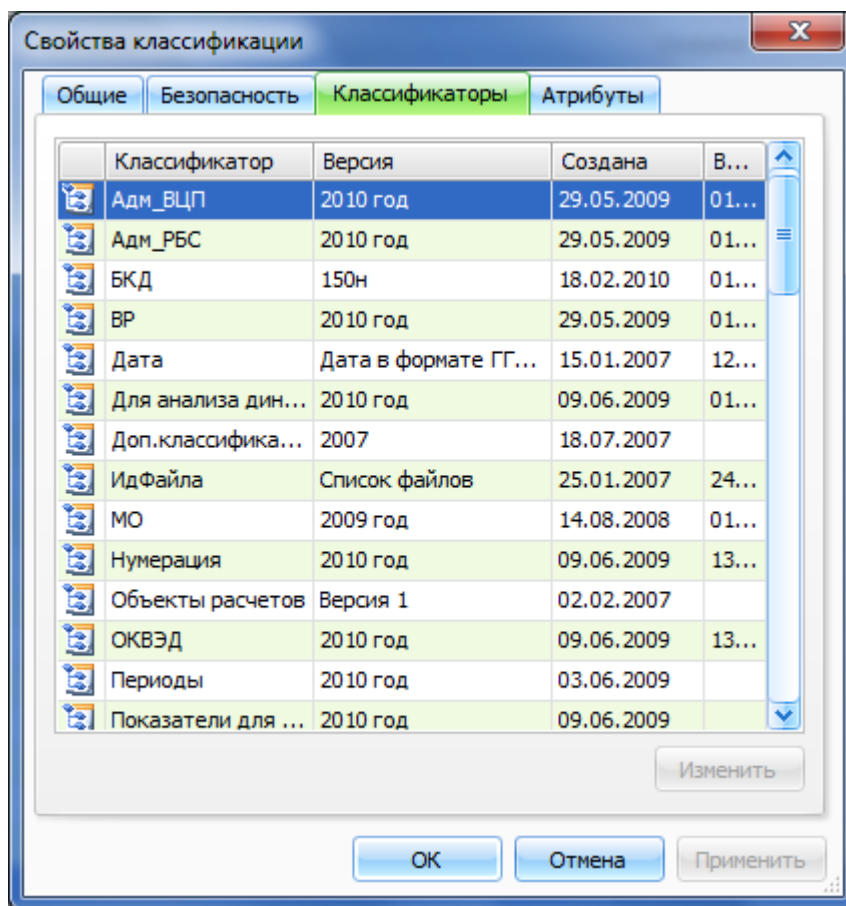 Свойства классификации
Общие Безопасность Классификаторы Атрибуты
Классификатор Версия Создана В...
Адм_ВЦП 2010 год 29.05.2009 01...
Адм_РБС 2010 год 29.05.2009 01...
БКД 150н 18.02.2010 01...
ВР 2010 год 29.05.2009 01...
Дата Дата в формате ГГ... 15.01.2007 12...
Для анализа дин... 2010 год 09.06.2009 01...
Доп.классифика... 2007 18.07.2007
ИдФайла Список файлов 25.01.2007 24...
МО 2009 год 14.08.2008 01...
Нумерация 2010 год 09.06.2009 13...
Объекты расчетов Версия 1 02.02.2007
ОКВЭД 2010 год 09.06.2009 13...
Периоды 2010 год 03.06.2009
Показатели для ... 2010 год 09.06.2009
Изменить
ОК Отмена Применить